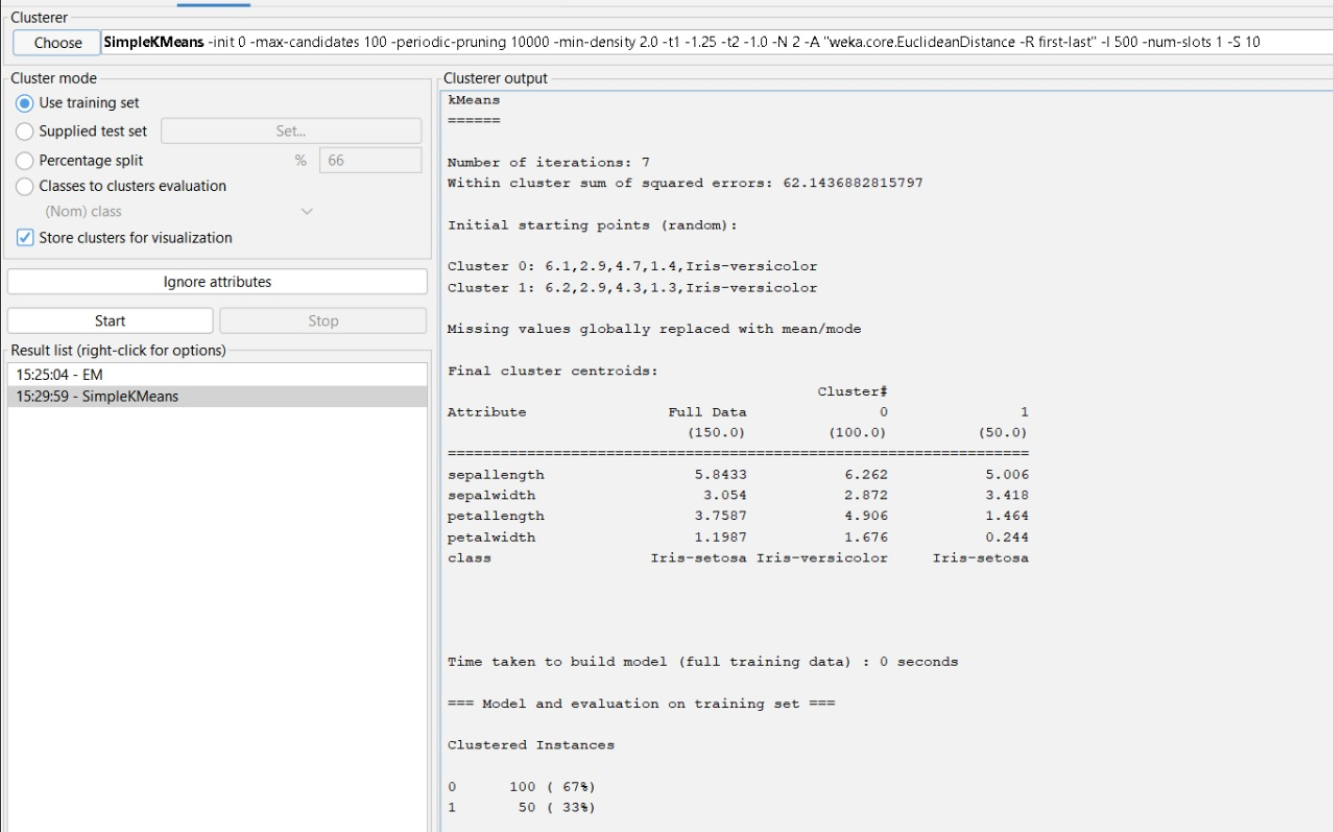 Clusterer
Choose SimpleKMeans -init 0 -max-candidates 100 -periodic-pruning 10000 -min-density 2.0 -t1 -1.25 -t2 -1.0 -N 2 -A "weka.core.EuclideanDistance -R first-last" -I 500 -num-slots 1 -S 10
Cluster mode
Use training set
Supplied test set Set...
Percentage split % 66
Classes to clusters evaluation
(Nom) class
Store clusters for visualization
Ignore attributes
Start Stop
Result list (right-click for options)
15:25:04 - EM
15:29:59 - SimpleKMeans
Clusterer output
kMeans
======
Number of iterations: 7
Within cluster sum of squared errors: 62.1436882815797
Initial starting points (random):
Cluster 0: 6.1,2.9,4.7,1.4,Iris-versicolor
Cluster 1: 6.2,2.9,4.3,1.3,Iris-versicolor
Missing values globally replaced with mean/mode
Final cluster centroids:
Cluster#
Attribute Full Data 0 1
(150.0) (100.0) (50.0)
==================================================================
sepallength 5.8433 6.262 5.006
sepalwidth 3.054 2.872 3.418
petallength 3.7587 4.906 1.464
petalwidth 1.1987 1.676 0.244
class Iris-setosa Iris-versicolor Iris-setosa
Time taken to build model (full training data) : 0 seconds
=== Model and evaluation on training set ===
Clustered Instances
0 100 ( 67%)
1 50 ( 33%)